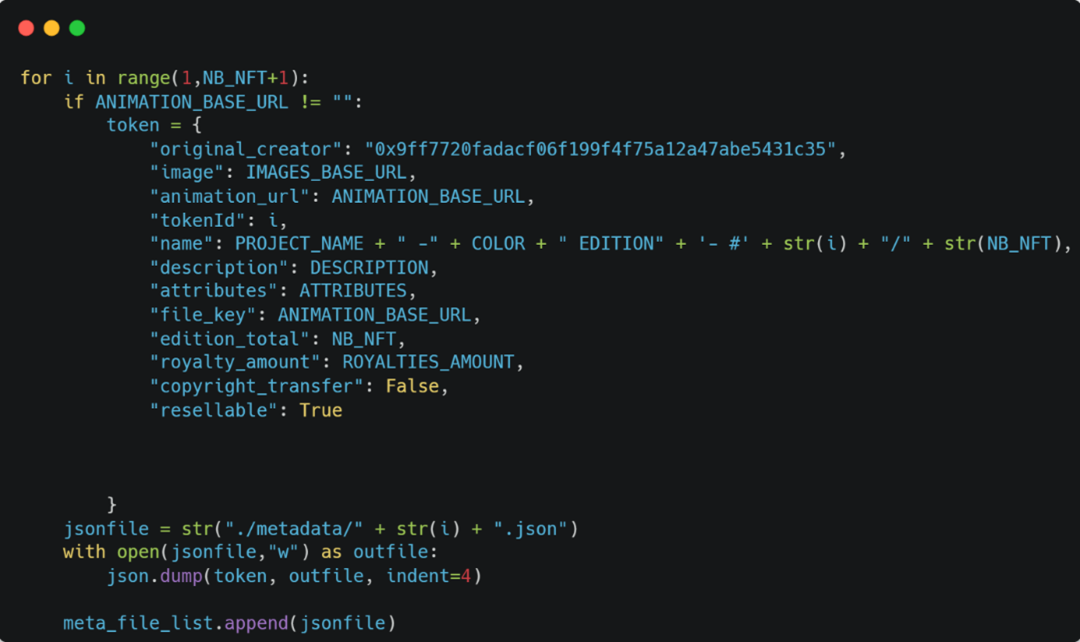 for i in range(1,NB_NFT+1):
    if ANIMATION_BASE_URL != "":
        token = {
            "original_creator": "0x9ff7720fadacf06f199f4f75a12a47abe5431c35",
            "image": IMAGES_BASE_URL,
            "animation_url": ANIMATION_BASE_URL,
            "tokenId": i,
            "name": PROJECT_NAME + " -" + COLOR + " EDITION" + '- #' + str(i) + "/" + str(NB_NFT),
            "description": DESCRIPTION,
            "attributes": ATTRIBUTES,
            "file_key": ANIMATION_BASE_URL,
            "edition_total": NB_NFT,
            "royalty_amount": ROYALTIES_AMOUNT,
            "copyright_transfer": False,
            "resellable": True
        }
    jsonfile = str("./metadata/" + str(i) + ".json")
    with open(jsonfile,"w") as outfile:
        json.dump(token, outfile, indent=4)
    meta_file_list.append(jsonfile)